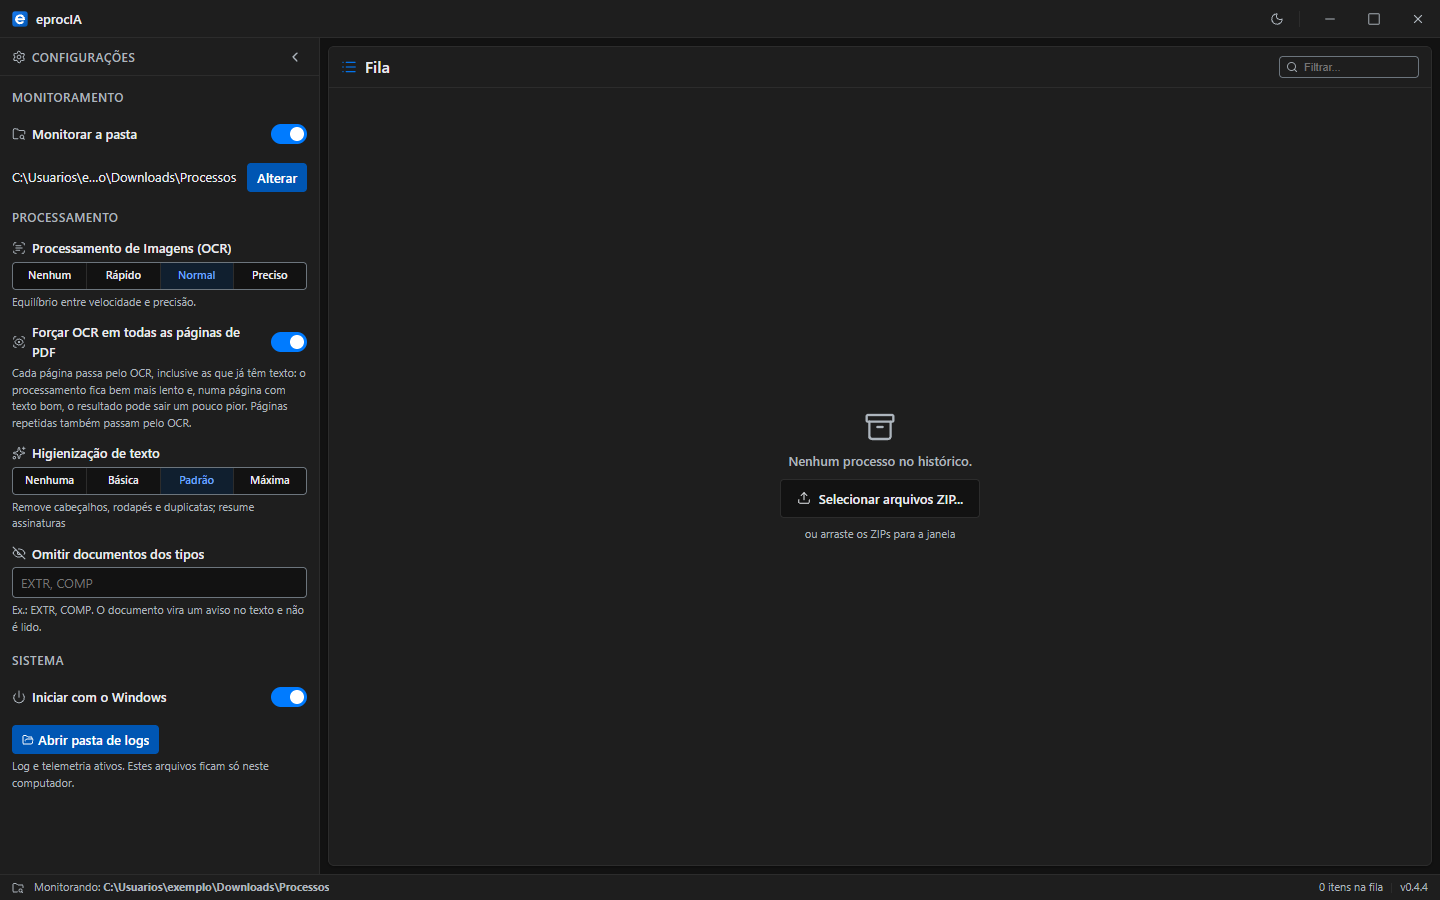 eprocIA
CONFIGURAÇÕES
MONITORAMENTO
Monitorar a pasta
C:\Usuarios\e...o\Downloads\Processos
Alterar
PROCESSAMENTO
Processamento de Imagens (OCR)
Nenhum
Rápido
Normal
Preciso
Equilíbrio entre velocidade e precisão.
Forçar OCR em todas as páginas de
PDF
Cada página passa pelo OCR, inclusive as que já têm texto: o
processamento fica bem mais lento e, numa página com
texto bom, o resultado pode sair um pouco pior. Páginas
repetidas também passam pelo OCR.
Higienização de texto
Nenhuma
Básica
Padrão
Máxima
Remove cabeçalhos, rodapés e duplicatas; resume
assinaturas
Omitir documentos dos tipos
EXTR, COMP
Ex.: EXTR, COMP. O documento vira um aviso no texto e não
é lido.
SISTEMA
Iniciar com o Windows
Abrir pasta de logs
Log e telemetria ativos. Estes arquivos ficam só neste
computador.
Fila
Filtrar...
Nenhum processo no histórico.
Selecionar arquivos ZIP...
ou arraste os ZIPs para a janela
Monitorando: C:\Usuarios\exemplo\Downloads\Processos
0 itens na fila
v0.4.4